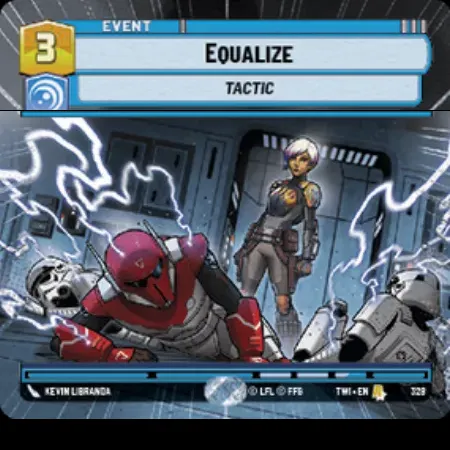 EVENT
3
EQUALIZE
TACTIC
KEVIN LIBRANDA
© LFL © FFG
TWI • EN
328